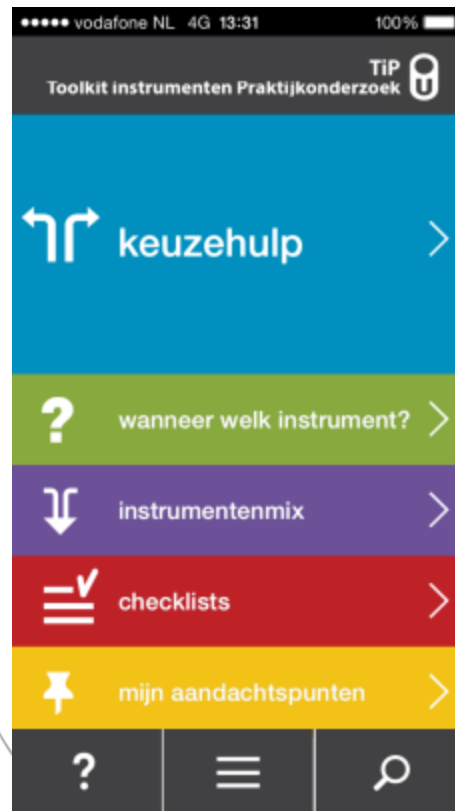 vodafone NL 4G 13:31 100%
TiP
Toolkit instrumenten Praktijkonderzoek
keuzehulp
? wanneer welk instrument?
instrumentenmix
checklists
mijn aandachtspunten
?